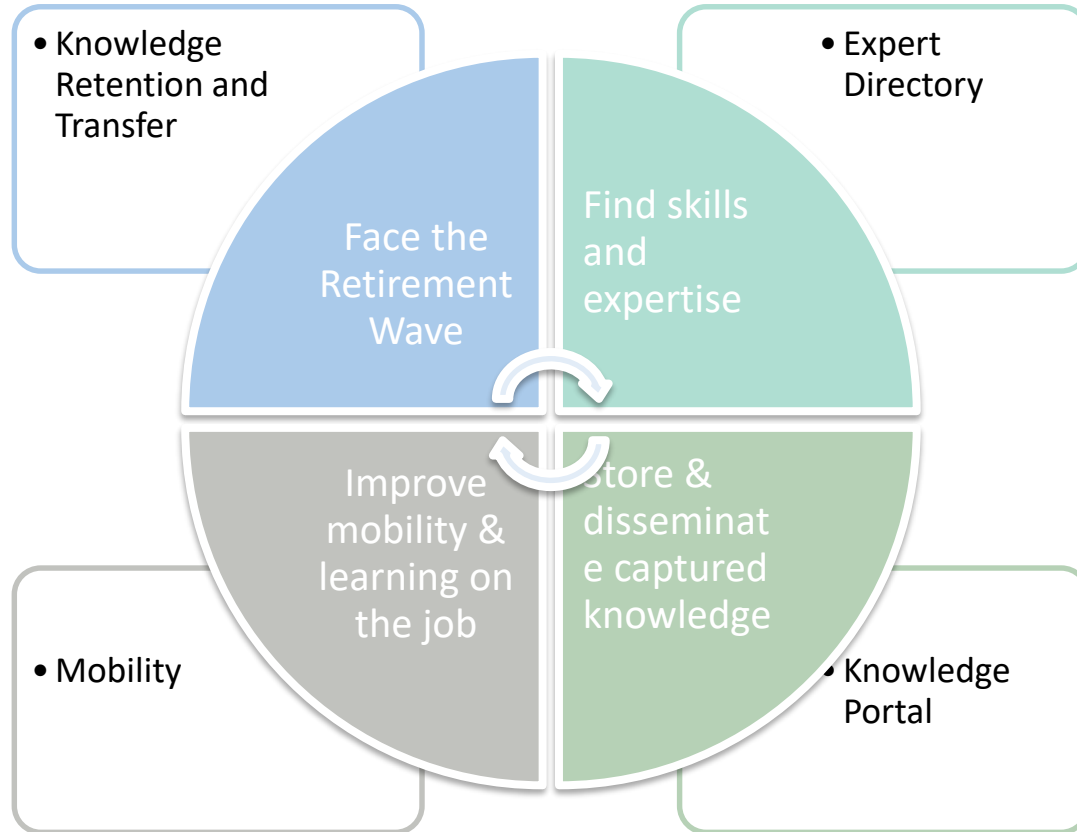 • Knowledge
Retention and
Transfer
• Expert
Directory
Face the
Retirement
Wave
Find skills
and
expertise
Improve
mobility &
learning on
the job
Store &
disseminat
e captured
knowledge
• Mobility
• Knowledge
Portal